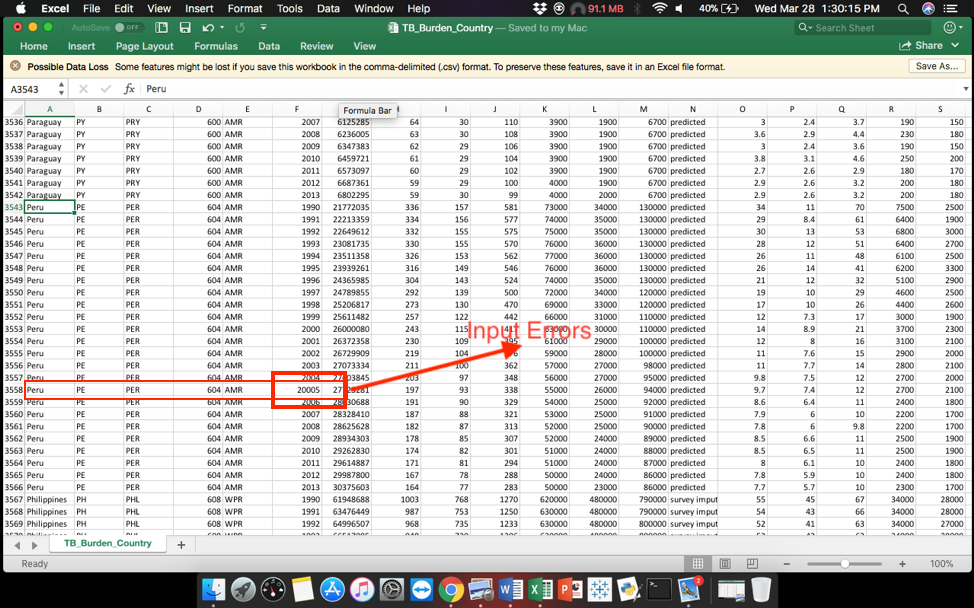 Excel File Edit View Insert Format Tools Data Window Help 91.1 MB 40% Wed Mar 28 1:30:15 PM
AutoSave OFF TB_Burden_Country — Saved to my Mac Search Sheet
Home Insert Page Layout Formulas Data Review View Share
Possible Data Loss Some features might be lost if you save this workbook in the comma-delimited (.csv) format. To preserve these features, save it in an Excel file format. Save As...
A3543 fx Peru
Formula Bar
A B C D E F H I J K L M N O P Q R S
3536 Paraguay PY PRY 600 AMR 2007 6125285 64 30 110 3900 1900 6700 predicted 3 2.4 3.7 190 150
3537 Paraguay PY PRY 600 AMR 2008 6236005 63 30 108 3900 1900 6700 predicted 3.6 2.9 4.4 230 180
3538 Paraguay PY PRY 600 AMR 2009 6347383 62 29 106 3900 1900 6700 predicted 3 2.4 3.6 190 150
3539 Paraguay PY PRY 600 AMR 2010 6459721 61 29 104 3900 1900 6700 predicted 3.8 3.1 4.6 250 200
3540 Paraguay PY PRY 600 AMR 2011 6573097 60 29 102 3900 1900 6700 predicted 2.7 2.6 2.9 180 170
3541 Paraguay PY PRY 600 AMR 2012 6687361 59 29 100 4000 1900 6700 predicted 2.9 2.6 3.2 200 180
3542 Paraguay PY PRY 600 AMR 2013 6802295 59 30 99 4000 2000 6700 predicted 2.9 2.6 3.2 200 180
3543 Peru PE PER 604 AMR 1990 21772035 336 157 581 73000 34000 130000 predicted 34 11 70 7500 2500
3544 Peru PE PER 604 AMR 1991 22213359 334 156 577 74000 35000 130000 predicted 29 8.4 61 6400 1900
3545 Peru PE PER 604 AMR 1992 22649612 332 155 575 75000 35000 130000 predicted 30 13 53 6800 3000
3546 Peru PE PER 604 AMR 1993 23081735 330 155 570 76000 36000 130000 predicted 28 12 51 6400 2700
3547 Peru PE PER 604 AMR 1994 23511358 326 153 562 77000 36000 130000 predicted 26 11 48 6100 2500
3548 Peru PE PER 604 AMR 1995 23939261 316 149 546 76000 36000 130000 predicted 26 14 41 6200 3300
3549 Peru PE PER 604 AMR 1996 24365985 304 143 524 74000 35000 130000 predicted 21 12 32 5100 2900
3550 Peru PE PER 604 AMR 1997 24789855 292 139 500 72000 34000 120000 predicted 19 10 29 4600 2500
3551 Peru PE PER 604 AMR 1998 25206817 273 130 470 69000 33000 120000 predicted 17 10 26 4400 2600
3552 Peru PE PER 604 AMR 1999 25611482 257 122 442 66000 31000 110000 predicted 12 7.3 17 3000 1900
3553 Peru PE PER 604 AMR 2000 26000080 243 115 63000 30000 110000 predicted 14 8.9 21 3700 2300
Input Errors
3554 Peru PE PER 604 AMR 2001 26372358 230 109 395 61000 29000 100000 predicted 12 8 16 3100 2100
3555 Peru PE PER 604 AMR 2002 26729909 219 104 59000 28000 100000 predicted 11 7.6 15 2900 2000
3556 Peru PE PER 604 AMR 2003 27073334 211 100 362 57000 27000 98000 predicted 11 7.7 14 2800 2100
3557 Peru PE PER 604 AMR 2004 203 97 348 56000 27000 95000 predicted 9.8 7.5 12 2700 2000
3558 Peru PE PER 604 AMR 20005 197 93 338 55000 26000 94000 predicted 9.7 7.4 12 2700 2100
3559 Peru PE PER 604 AMR 2006 191 90 329 54000 25000 92000 predicted 8.6 6.4 11 2400 1800
3560 Peru PE PER 604 AMR 2007 28328410 187 88 321 53000 25000 91000 predicted 7.9 6 10 2200 1700
3561 Peru PE PER 604 AMR 2008 28625628 182 87 313 52000 25000 90000 predicted 7.8 6 9.8 2200 1700
3562 Peru PE PER 604 AMR 2009 28934303 178 85 307 52000 24000 89000 predicted 8.5 6.6 11 2500 1900
3563 Peru PE PER 604 AMR 2010 29262830 174 82 301 51000 24000 88000 predicted 8.5 6.5 11 2500 1900
3564 Peru PE PER 604 AMR 2011 29614887 171 81 294 51000 24000 87000 predicted 8 6.1 10 2400 1800
3565 Peru PE PER 604 AMR 2012 29987800 167 78 288 50000 24000 86000 predicted 7.8 5.9 10 2400 1800
3566 Peru PE PER 604 AMR 2013 30375603 164 77 283 50000 23000 86000 predicted 7.7 5.7 10 2300 1700
3567 Philippines PH PHL 608 WPR 1990 61948688 1003 768 1270 620000 480000 790000 survey imput 55 45 67 34000 28000
3568 Philippines PH PHL 608 WPR 1991 63476449 987 753 1250 630000 480000 790000 survey imput 54 43 66 34000 28000
3569 Philippines PH PHL 608 WPR 1992 64996507 968 735 1233 630000 480000 800000 survey imput 52 41 63 34000 27000
TB_Burden_Country +
Ready 100%